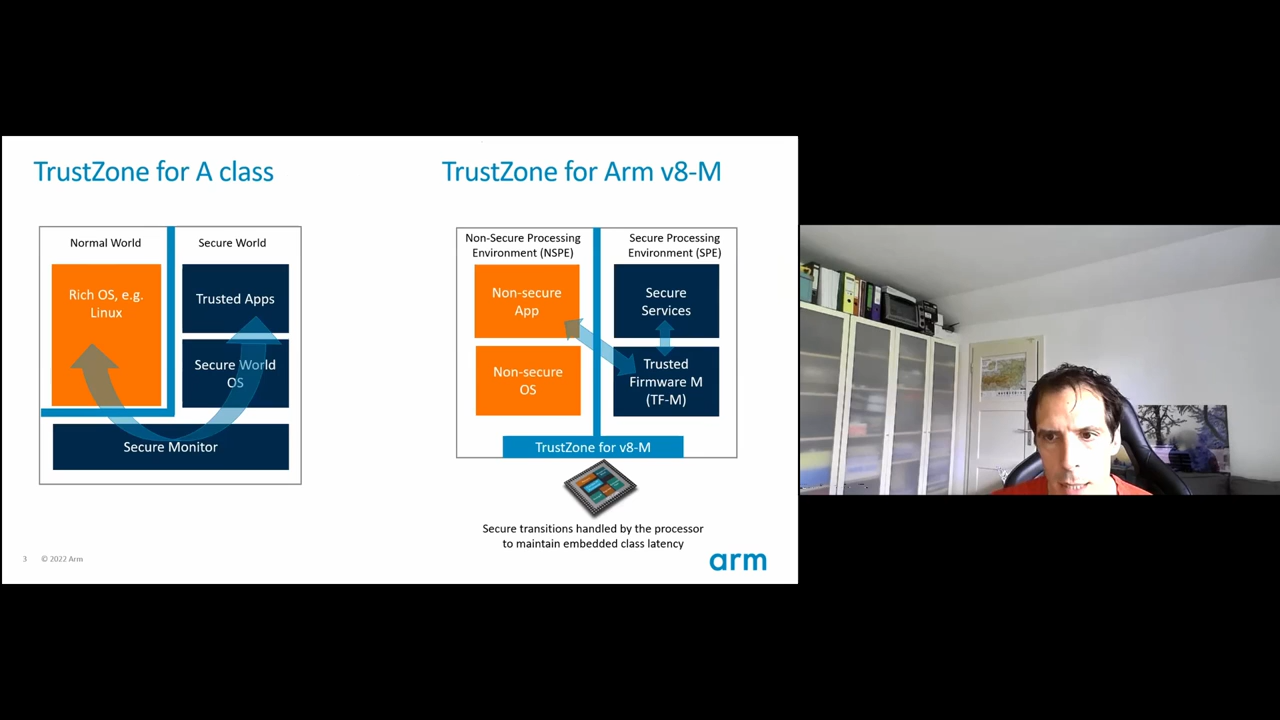 TrustZone for A class
Normal World
Secure World
Rich OS, e.g.
Linux
Trusted Apps
Secure World
OS
Secure Monitor
TrustZone for Arm v8-M
Non-Secure Processing
Environment (NSPE)
Secure Processing
Environment (SPE)
Non-secure
App
Secure
Services
Non-secure
OS
Trusted
Firmware M
(TF-M)
TrustZone for v8-M
Secure transitions handled by the processor
to maintain embedded class latency
3 © 2022 Arm
arm